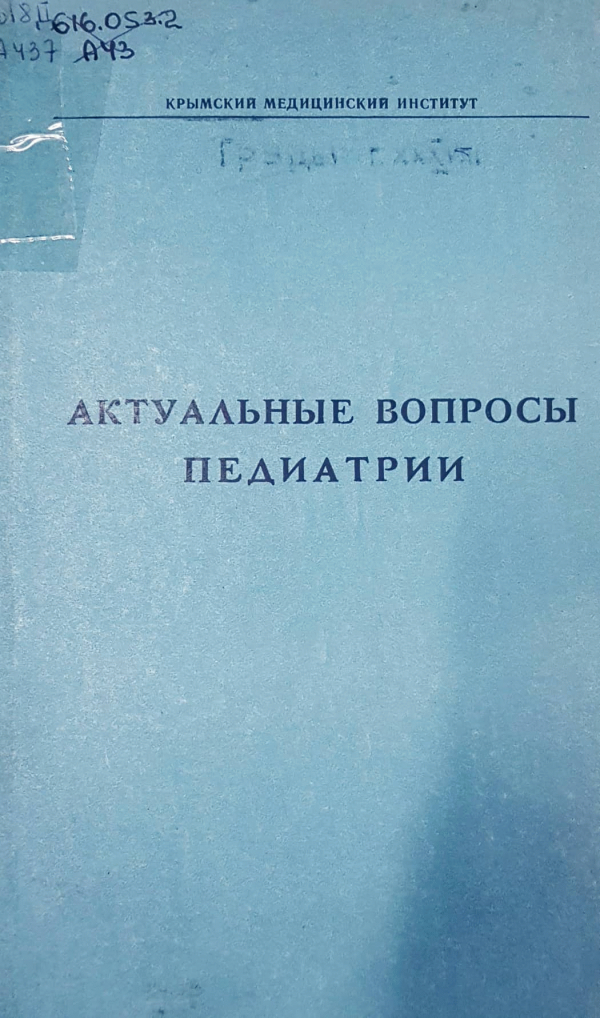 616.053.2
А437 А43
КРЫМСКИЙ МЕДИЦИНСКИЙ ИНСТИТУТ
АКТУАЛЬНЫЕ ВОПРОСЫ
ПЕДИАТРИИ